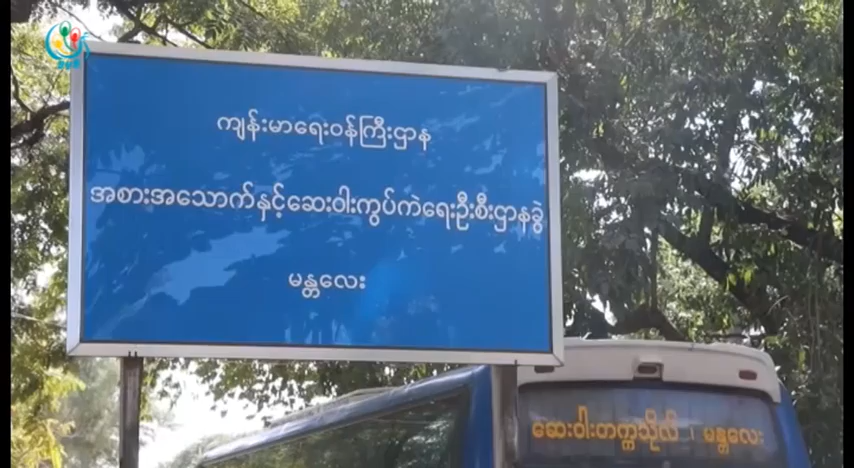 ကျန်းမာရေးဝန်ကြီးဌာန
အစားအသောက်နှင့်ဆေးဝါးကွပ်ကဲရေးဦးစီးဌာနခွဲ
မန္တလေး
ဆေးဝါးတက္ကသိုလ် ၊ မန္တလေး